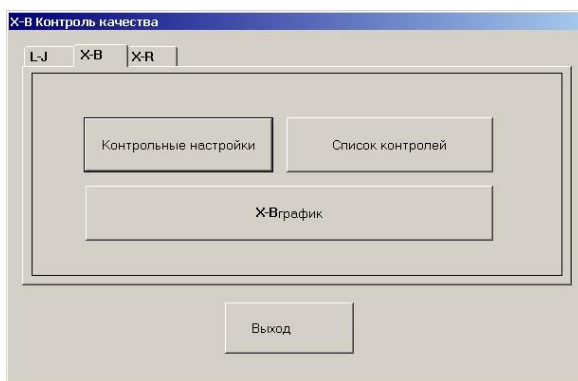 X-B Контроль качества
L-J X-B X-R
Контрольные настройки Список контролей
X-Bграфик
Выход